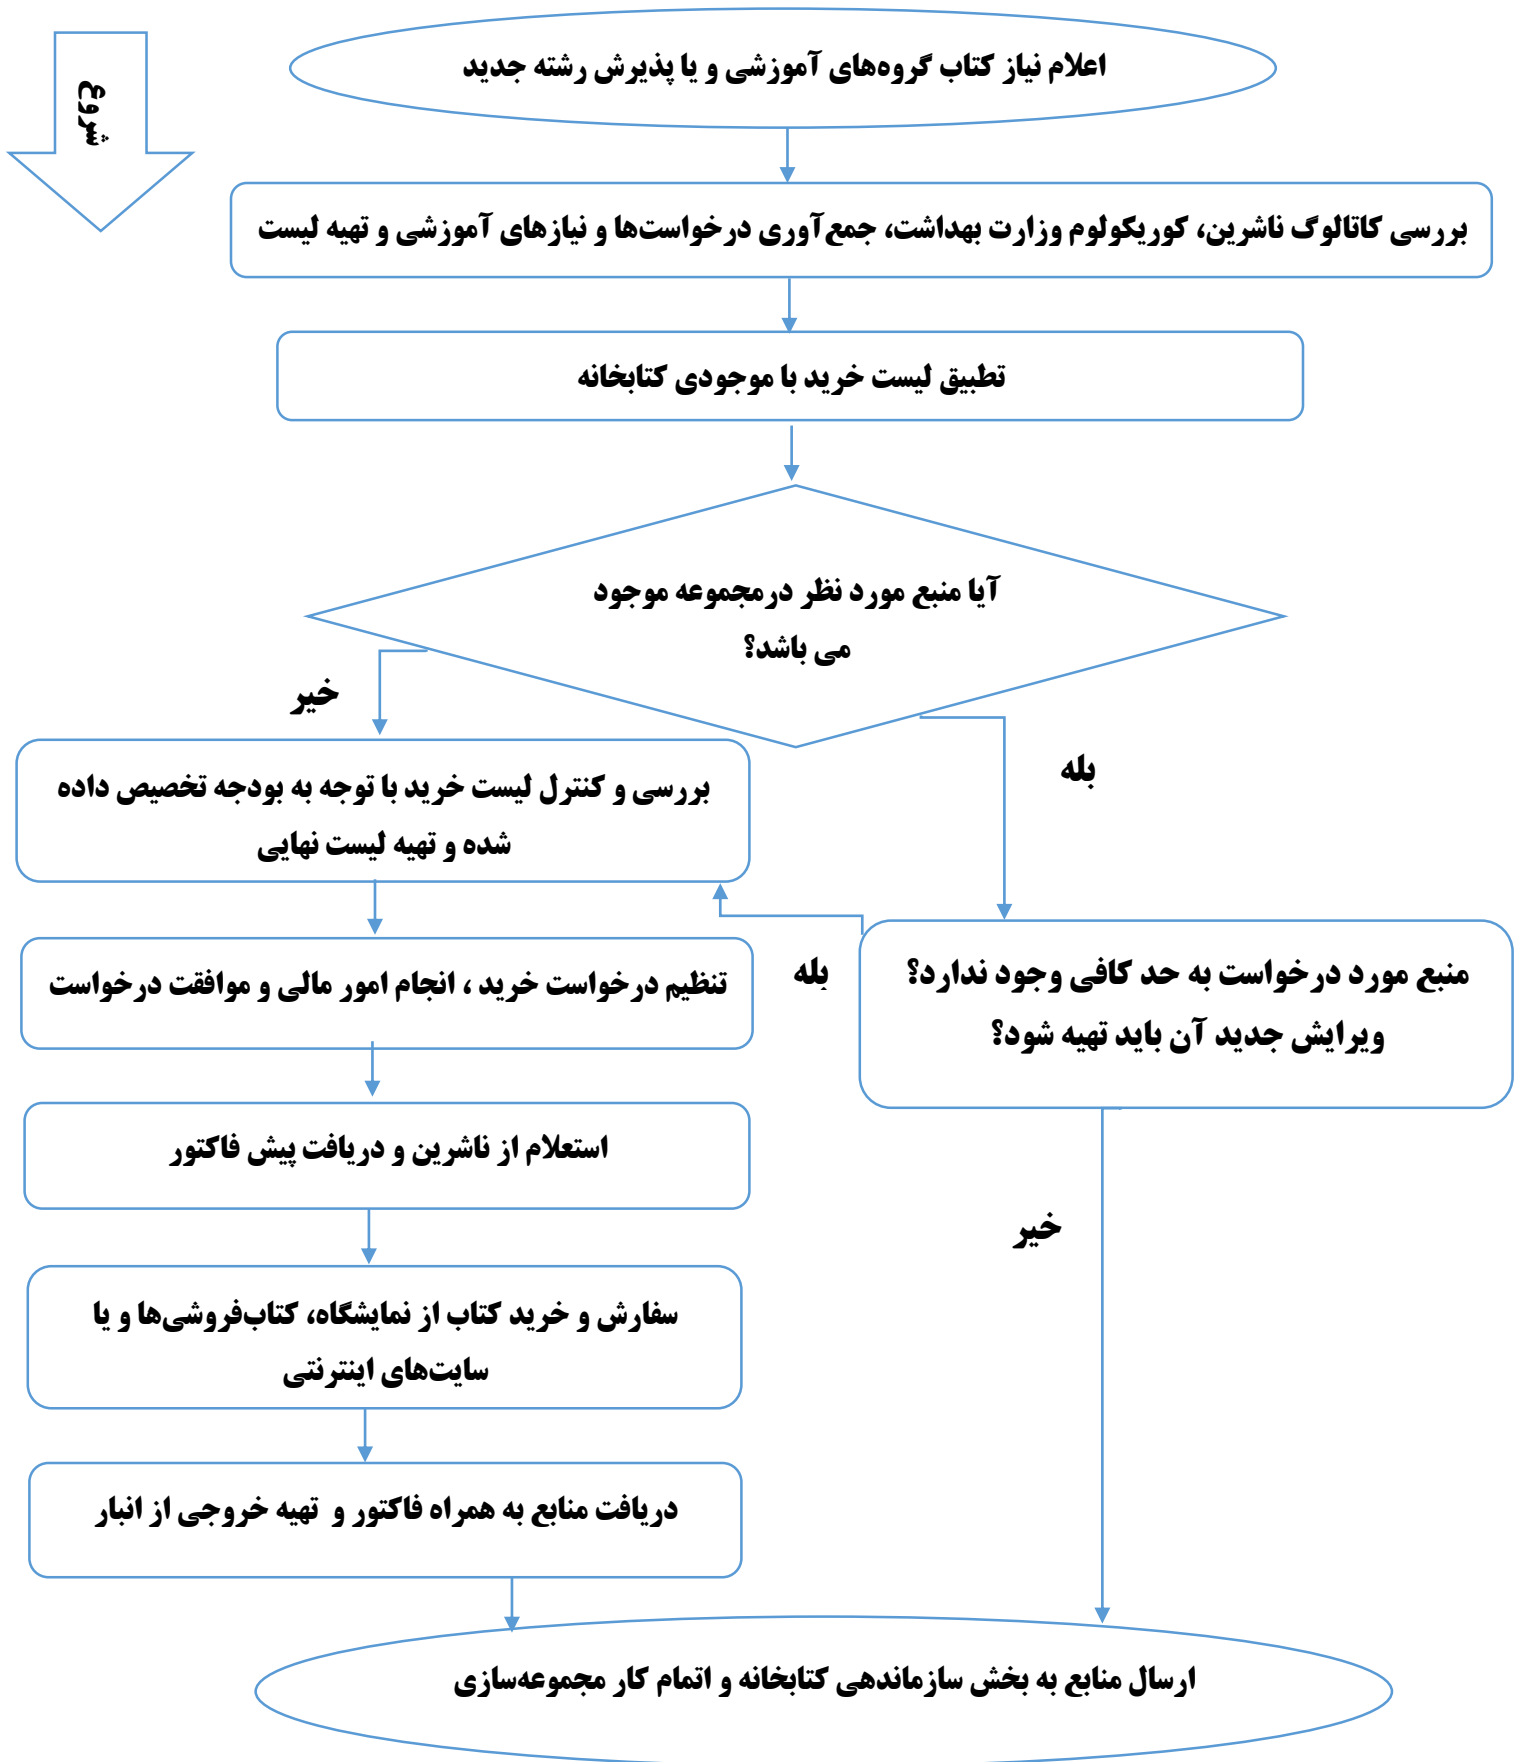 شروع
اعلام نیاز کتاب گروه‌های آموزشی و یا پذیرش رشته جدید
بررسی کاتالوگ ناشرین، کوریکولوم وزارت بهداشت، جمع‌آوری درخواست‌ها و نیازهای آموزشی و تهیه لیست
تطبیق لیست خرید با موجودی کتابخانه
آیا منبع مورد نظر درمجموعه موجود
می باشد؟
خیر
بله
بررسی و کنترل لیست خرید با توجه به بودجه تخصیص داده
شده و تهیه لیست نهایی
منبع مورد درخواست به حد کافی وجود ندارد؟
ویرایش جدید آن باید تهیه شود؟
بله
تنظیم درخواست خرید ، انجام امور مالی و موافقت درخواست
استعلام از ناشرین و دریافت پیش فاکتور
خیر
سفارش و خرید کتاب از نمایشگاه، کتاب‌فروشی‌ها و یا
سایت‌های اینترنتی
دریافت منابع به همراه فاکتور و تهیه خروجی از انبار
ارسال منابع به بخش سازماندهی کتابخانه و اتمام کار مجموعه‌سازی